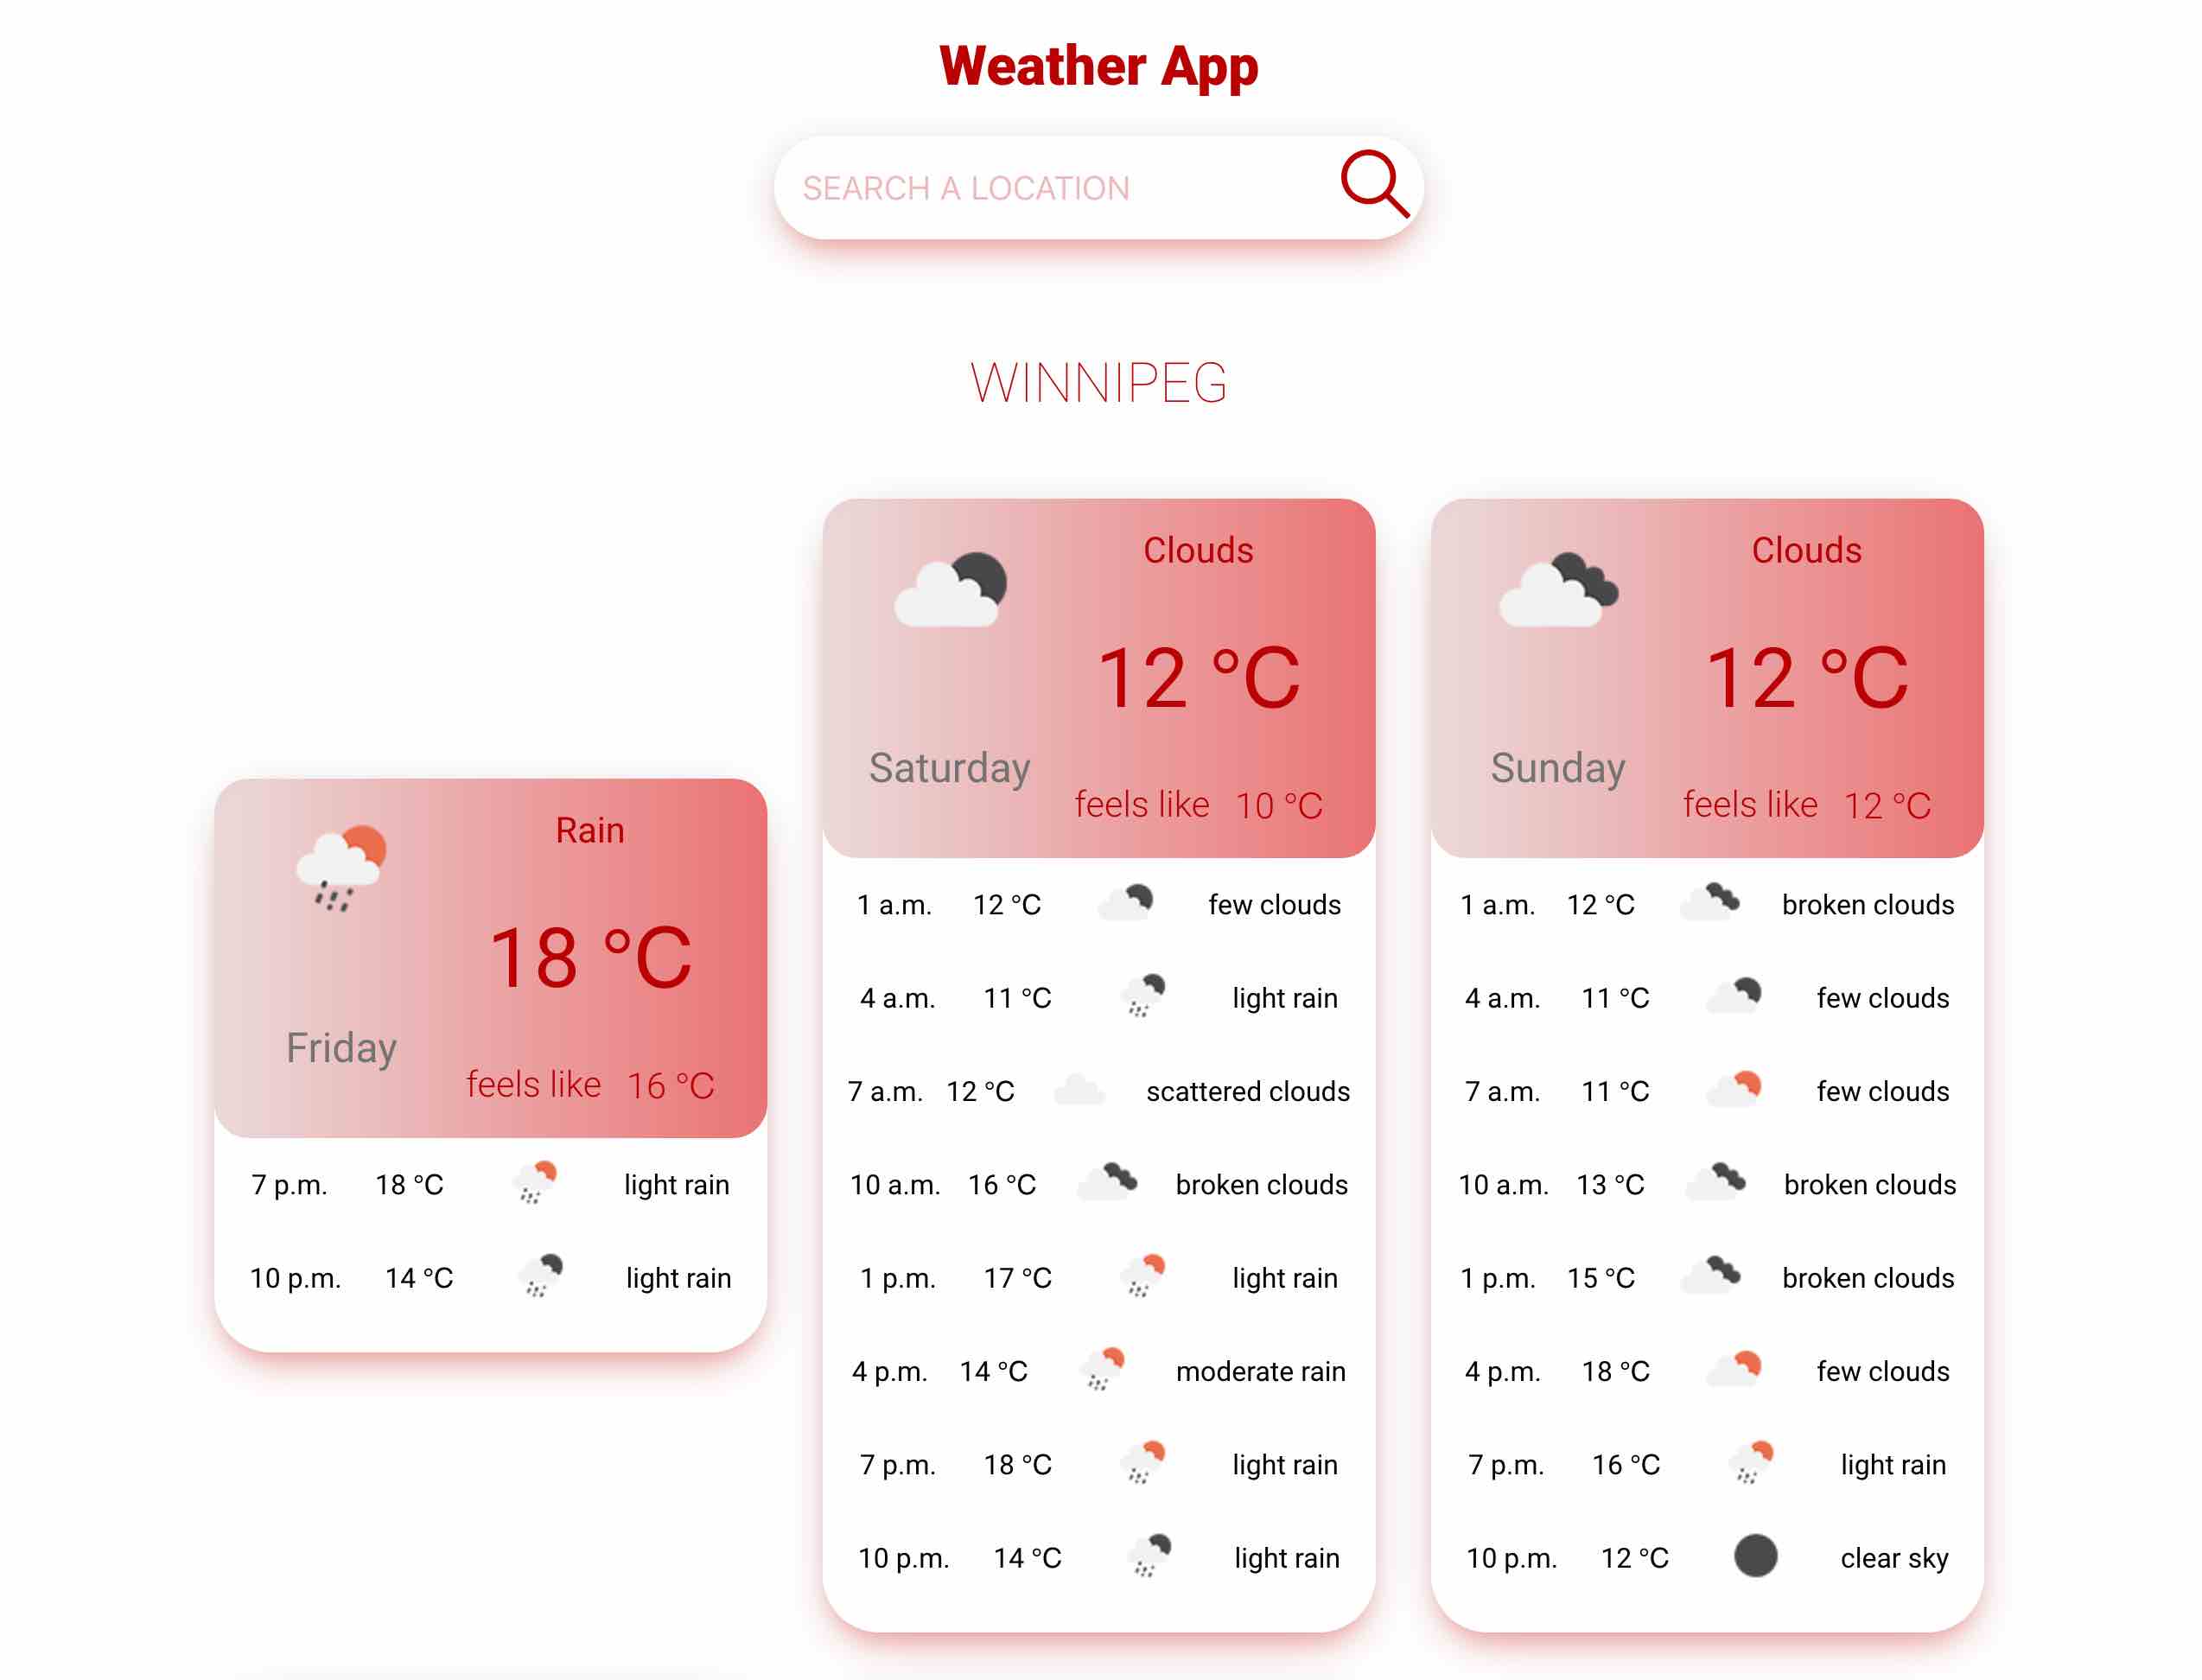 Weather App
SEARCH A LOCATION
WINNIPEG
Rain
18 °C
Friday
feels like 16 °C
7 p.m. 18 °C light rain
10 p.m. 14 °C light rain
Clouds
12 °C
Saturday
feels like 10 °C
1 a.m. 12 °C few clouds
4 a.m. 11 °C light rain
7 a.m. 12 °C scattered clouds
10 a.m. 16 °C broken clouds
1 p.m. 17 °C light rain
4 p.m. 14 °C moderate rain
7 p.m. 18 °C light rain
10 p.m. 14 °C light rain
Clouds
12 °C
Sunday
feels like 12 °C
1 a.m. 12 °C broken clouds
4 a.m. 11 °C few clouds
7 a.m. 11 °C few clouds
10 a.m. 13 °C broken clouds
1 p.m. 15 °C broken clouds
4 p.m. 18 °C few clouds
7 p.m. 16 °C light rain
10 p.m. 12 °C clear sky